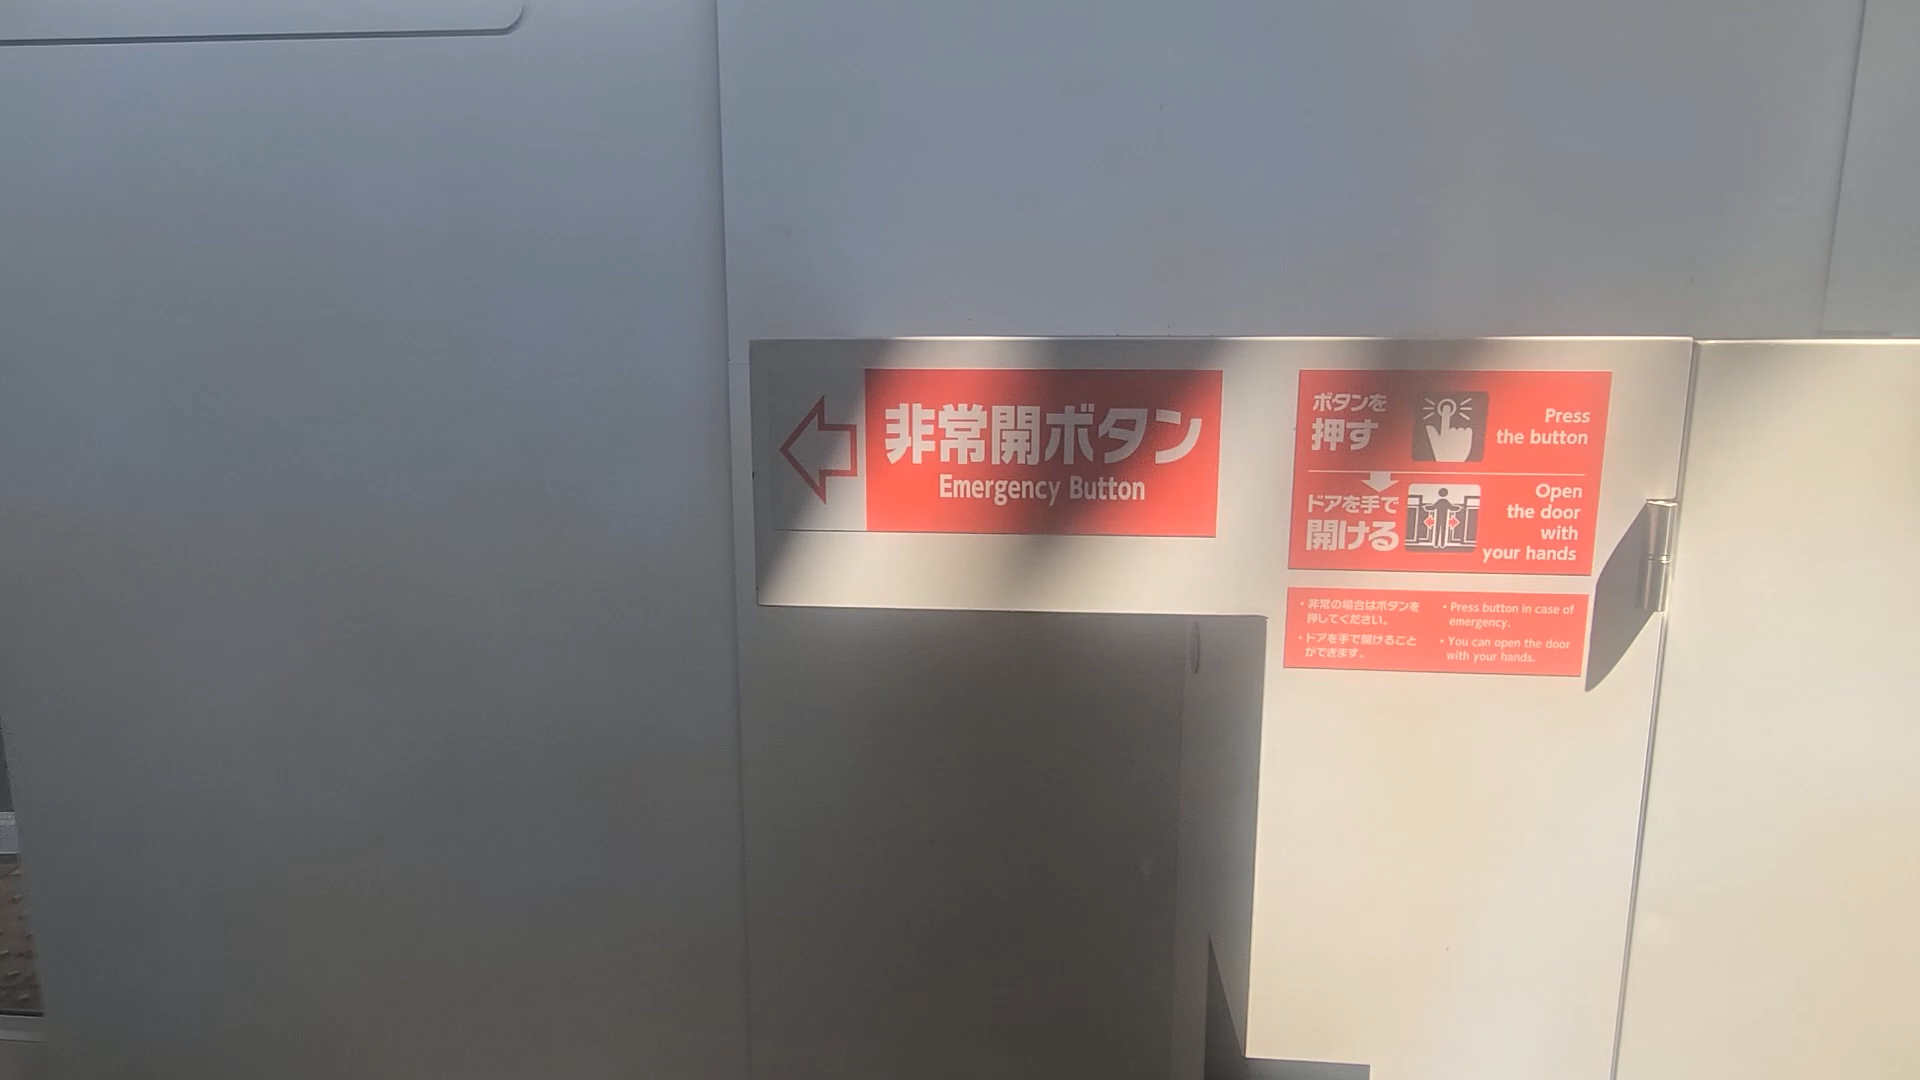 非常開ボタン
Emergency Button
ボタンを
押す
Press
the button
ドアを手で
開ける
Open
the door
with
your hands
・非常の場合はボタンを
押してください。
・ドアを手で開けること
ができます。
• Press button in case of
emergency.
• You can open the door
with your hands.